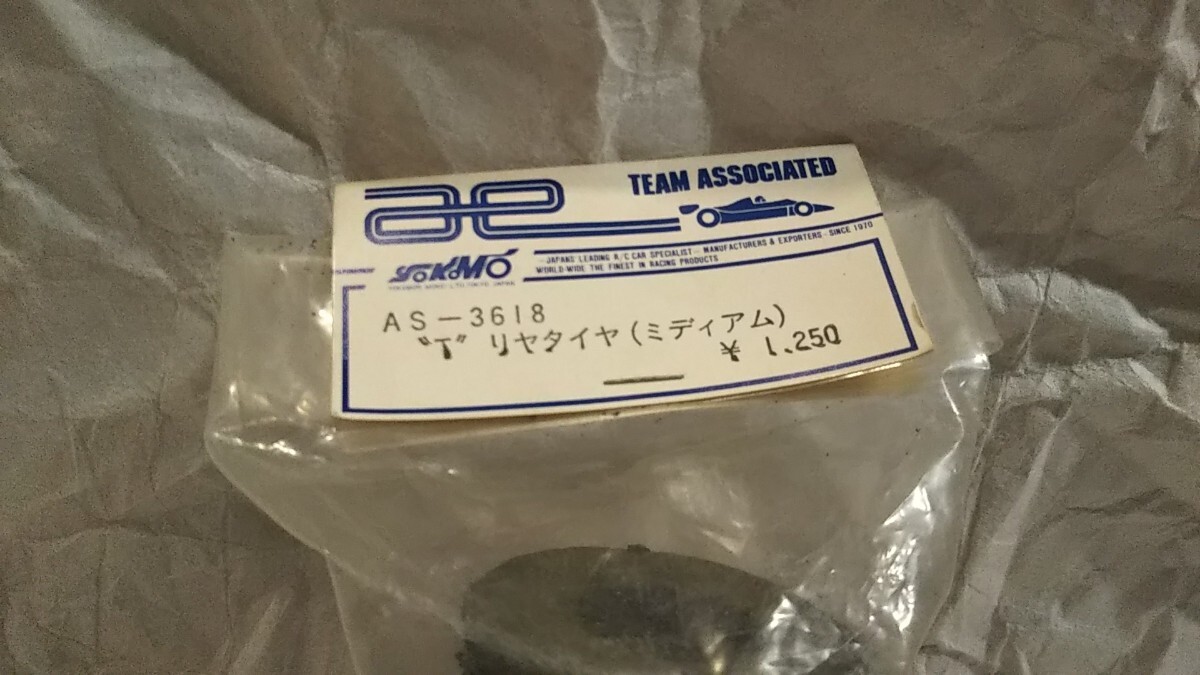 ae
TEAM ASSOCIATED
YOKOMO
—JAPANS' LEADING R/C CAR SPECIALIST— MANUFACTURERS & EXPORTERS—SINCE 1970
WORLD-WIDE THE FINEST IN RACING PRODUCTS
AS-3618
“T” リヤタイヤ(ミディアム)
¥ 1.250